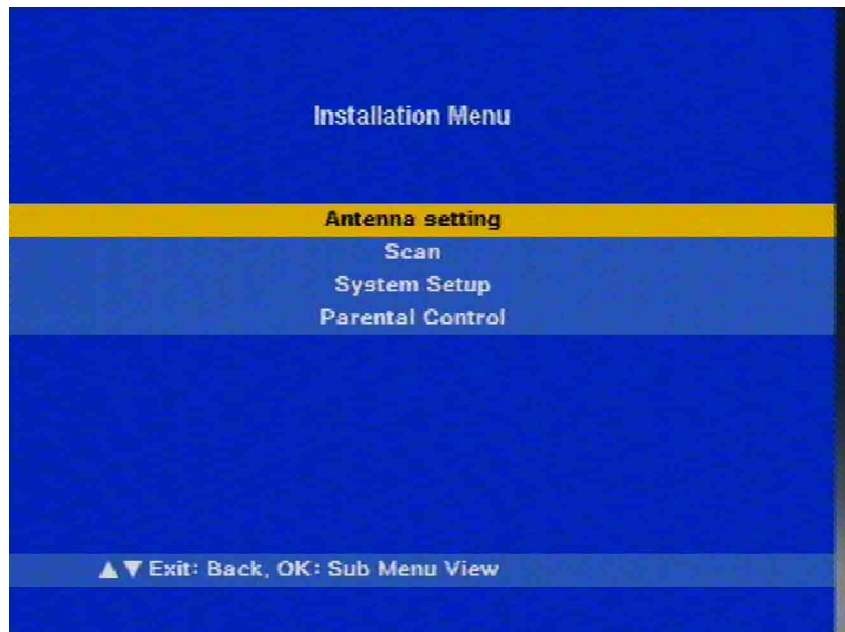 Installation Menu
Antenna setting
Scan
System Setup
Parental Control
▲▼ Exit: Back, OK: Sub Menu View